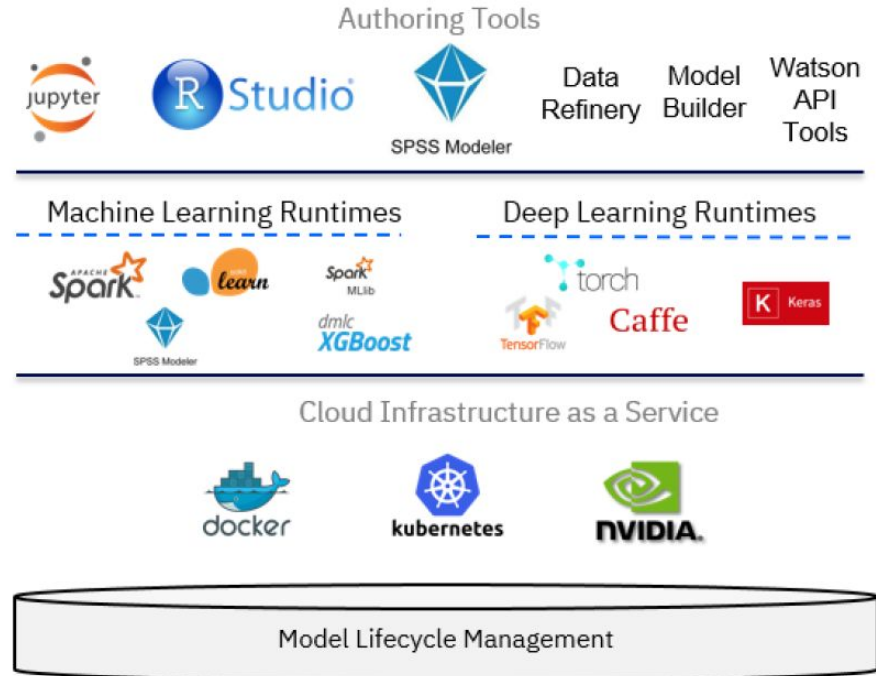 Authoring Tools
jupyter
R Studio
SPSS Modeler
Data
Refinery
Model
Builder
Watson
API
Tools
Machine Learning Runtimes
Deep Learning Runtimes
APACHE
Spark
learn
Spark
MLlib
SPSS Modeler
dmlc
XGBoost
torch
TensorFlow
Caffe
K Keras
Cloud Infrastructure as a Service
docker
kubernetes
NVIDIA.
Model Lifecycle Management